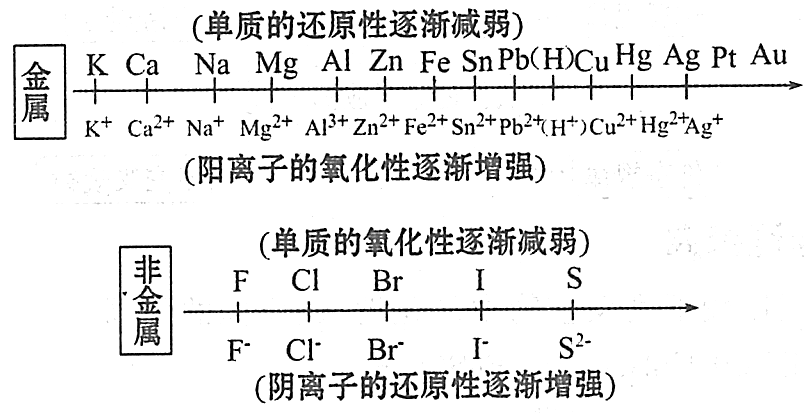 (单质的还原性逐渐减弱)
金属
K Ca Na Mg Al Zn Fe Sn Pb (H) Cu Hg Ag Pt Au
K⁺ Ca²⁺ Na⁺ Mg²⁺ Al³⁺ Zn²⁺ Fe²⁺ Sn²⁺ Pb²⁺ (H⁺) Cu²⁺ Hg²⁺ Ag⁺
(阳离子的氧化性逐渐增强)
(单质的氧化性逐渐减弱)
非金属
F Cl Br I S
F⁻ Cl⁻ Br⁻ I⁻ S²⁻
(阴离子的还原性逐渐增强)